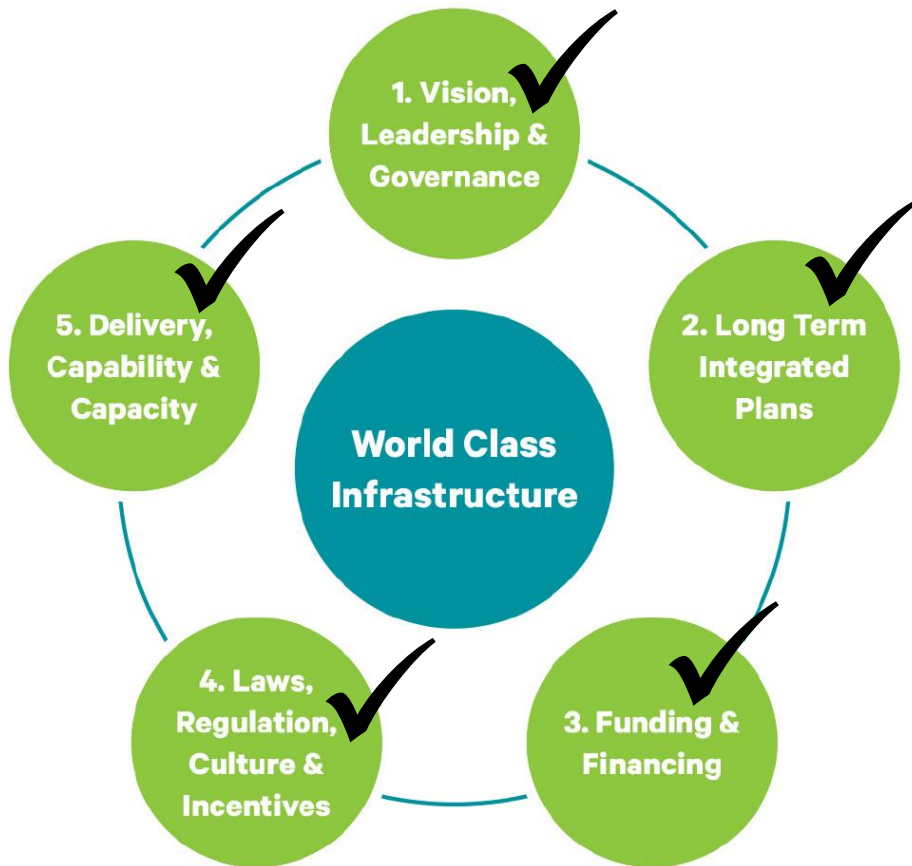 1. Vision,
Leadership &
Governance
5. Delivery,
Capability &
Capacity
2. Long Term
Integrated
Plans
World Class
Infrastructure
4. Laws,
Regulation,
Culture &
Incentives
3. Funding &
Financing